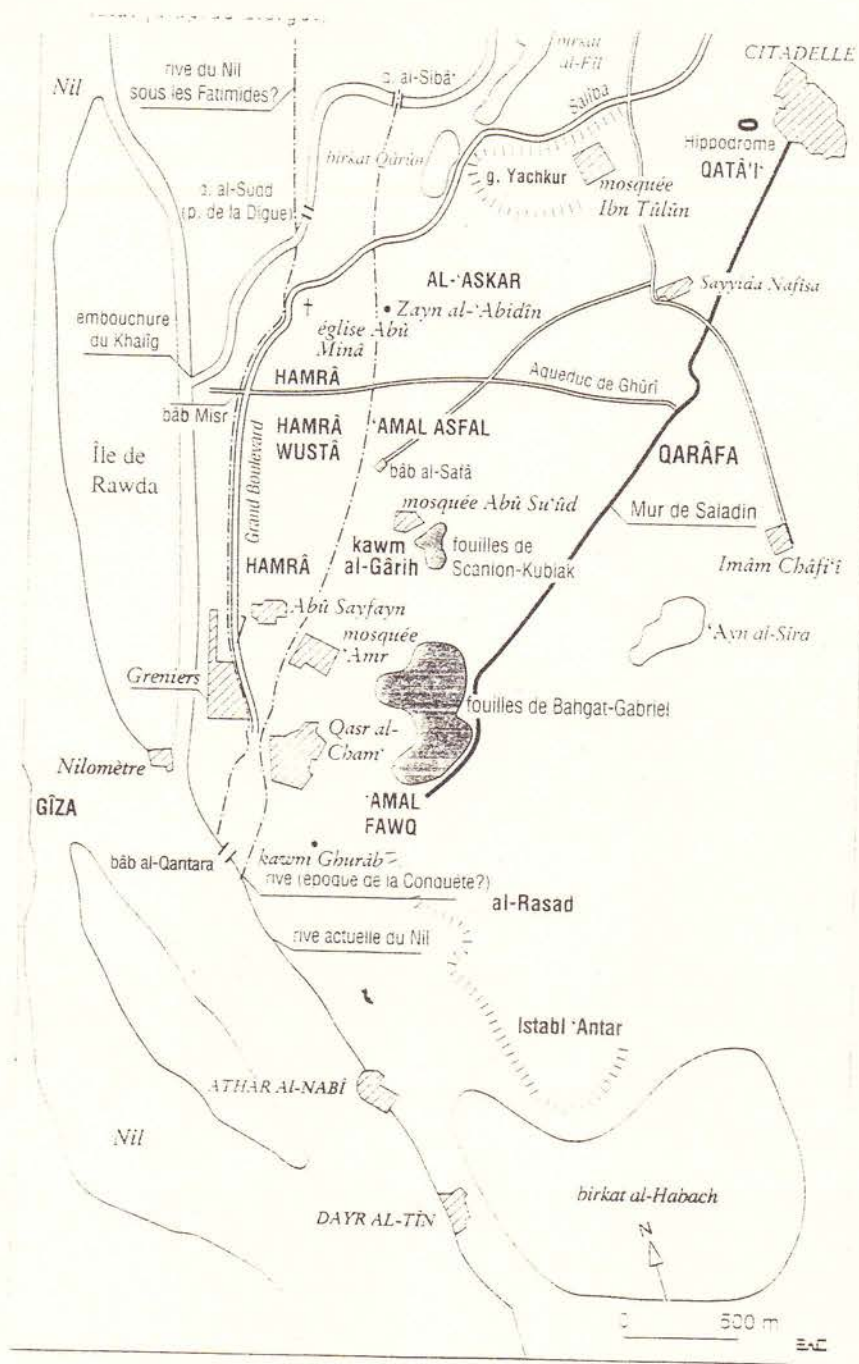 Nil
rive du Nil
sous les Fatimides?
q. al-Sibâ‘
birkat
al-Fîl
CITADELLE
Salîba
Hippodrome
QATÂ'I‘
birkat Qârûn
g. Yachkur
mosquée
Ibn Tûlûn
q. al-Sudd
(p. de la Digue)
AL-‘ASKAR
Zayn al-‘Abidîn
Sayyida Nafîsa
embouchure
du Khalîg
église Abû
Minâ
HAMRÂ
Aqueduc de Ghûrî
bâb Misr
HAMRÂ
WUSTÂ
‘AMAL ASFAL
Île de
Rawda
Grand Boulevard
bâb al-Safâ
QARÂFA
mosquée Abû Su‘ûd
Mur de Saladin
kawm
al-Gârih
fouilles de
Scanlon-Kubiak
Imâm Châfi‘î
HAMRÂ
Abû Sayfayn
mosquée
‘Amr
‘Ayn al-Sira
Greniers
fouilles de Bahgat-Gabriel
Qasr al-
Cham‘
Nilomètre
GÎZA
‘AMAL
FAWQ
bâb al-Qantara
kawm Ghurâb
rive (époque de la Conquête?)
al-Rasad
rive actuelle du Nil
Istabl ‘Antar
ATHAR Al-NABÎ
Nil
birkat al-Habach
DAYR AL-TÎN
N
0 500 m